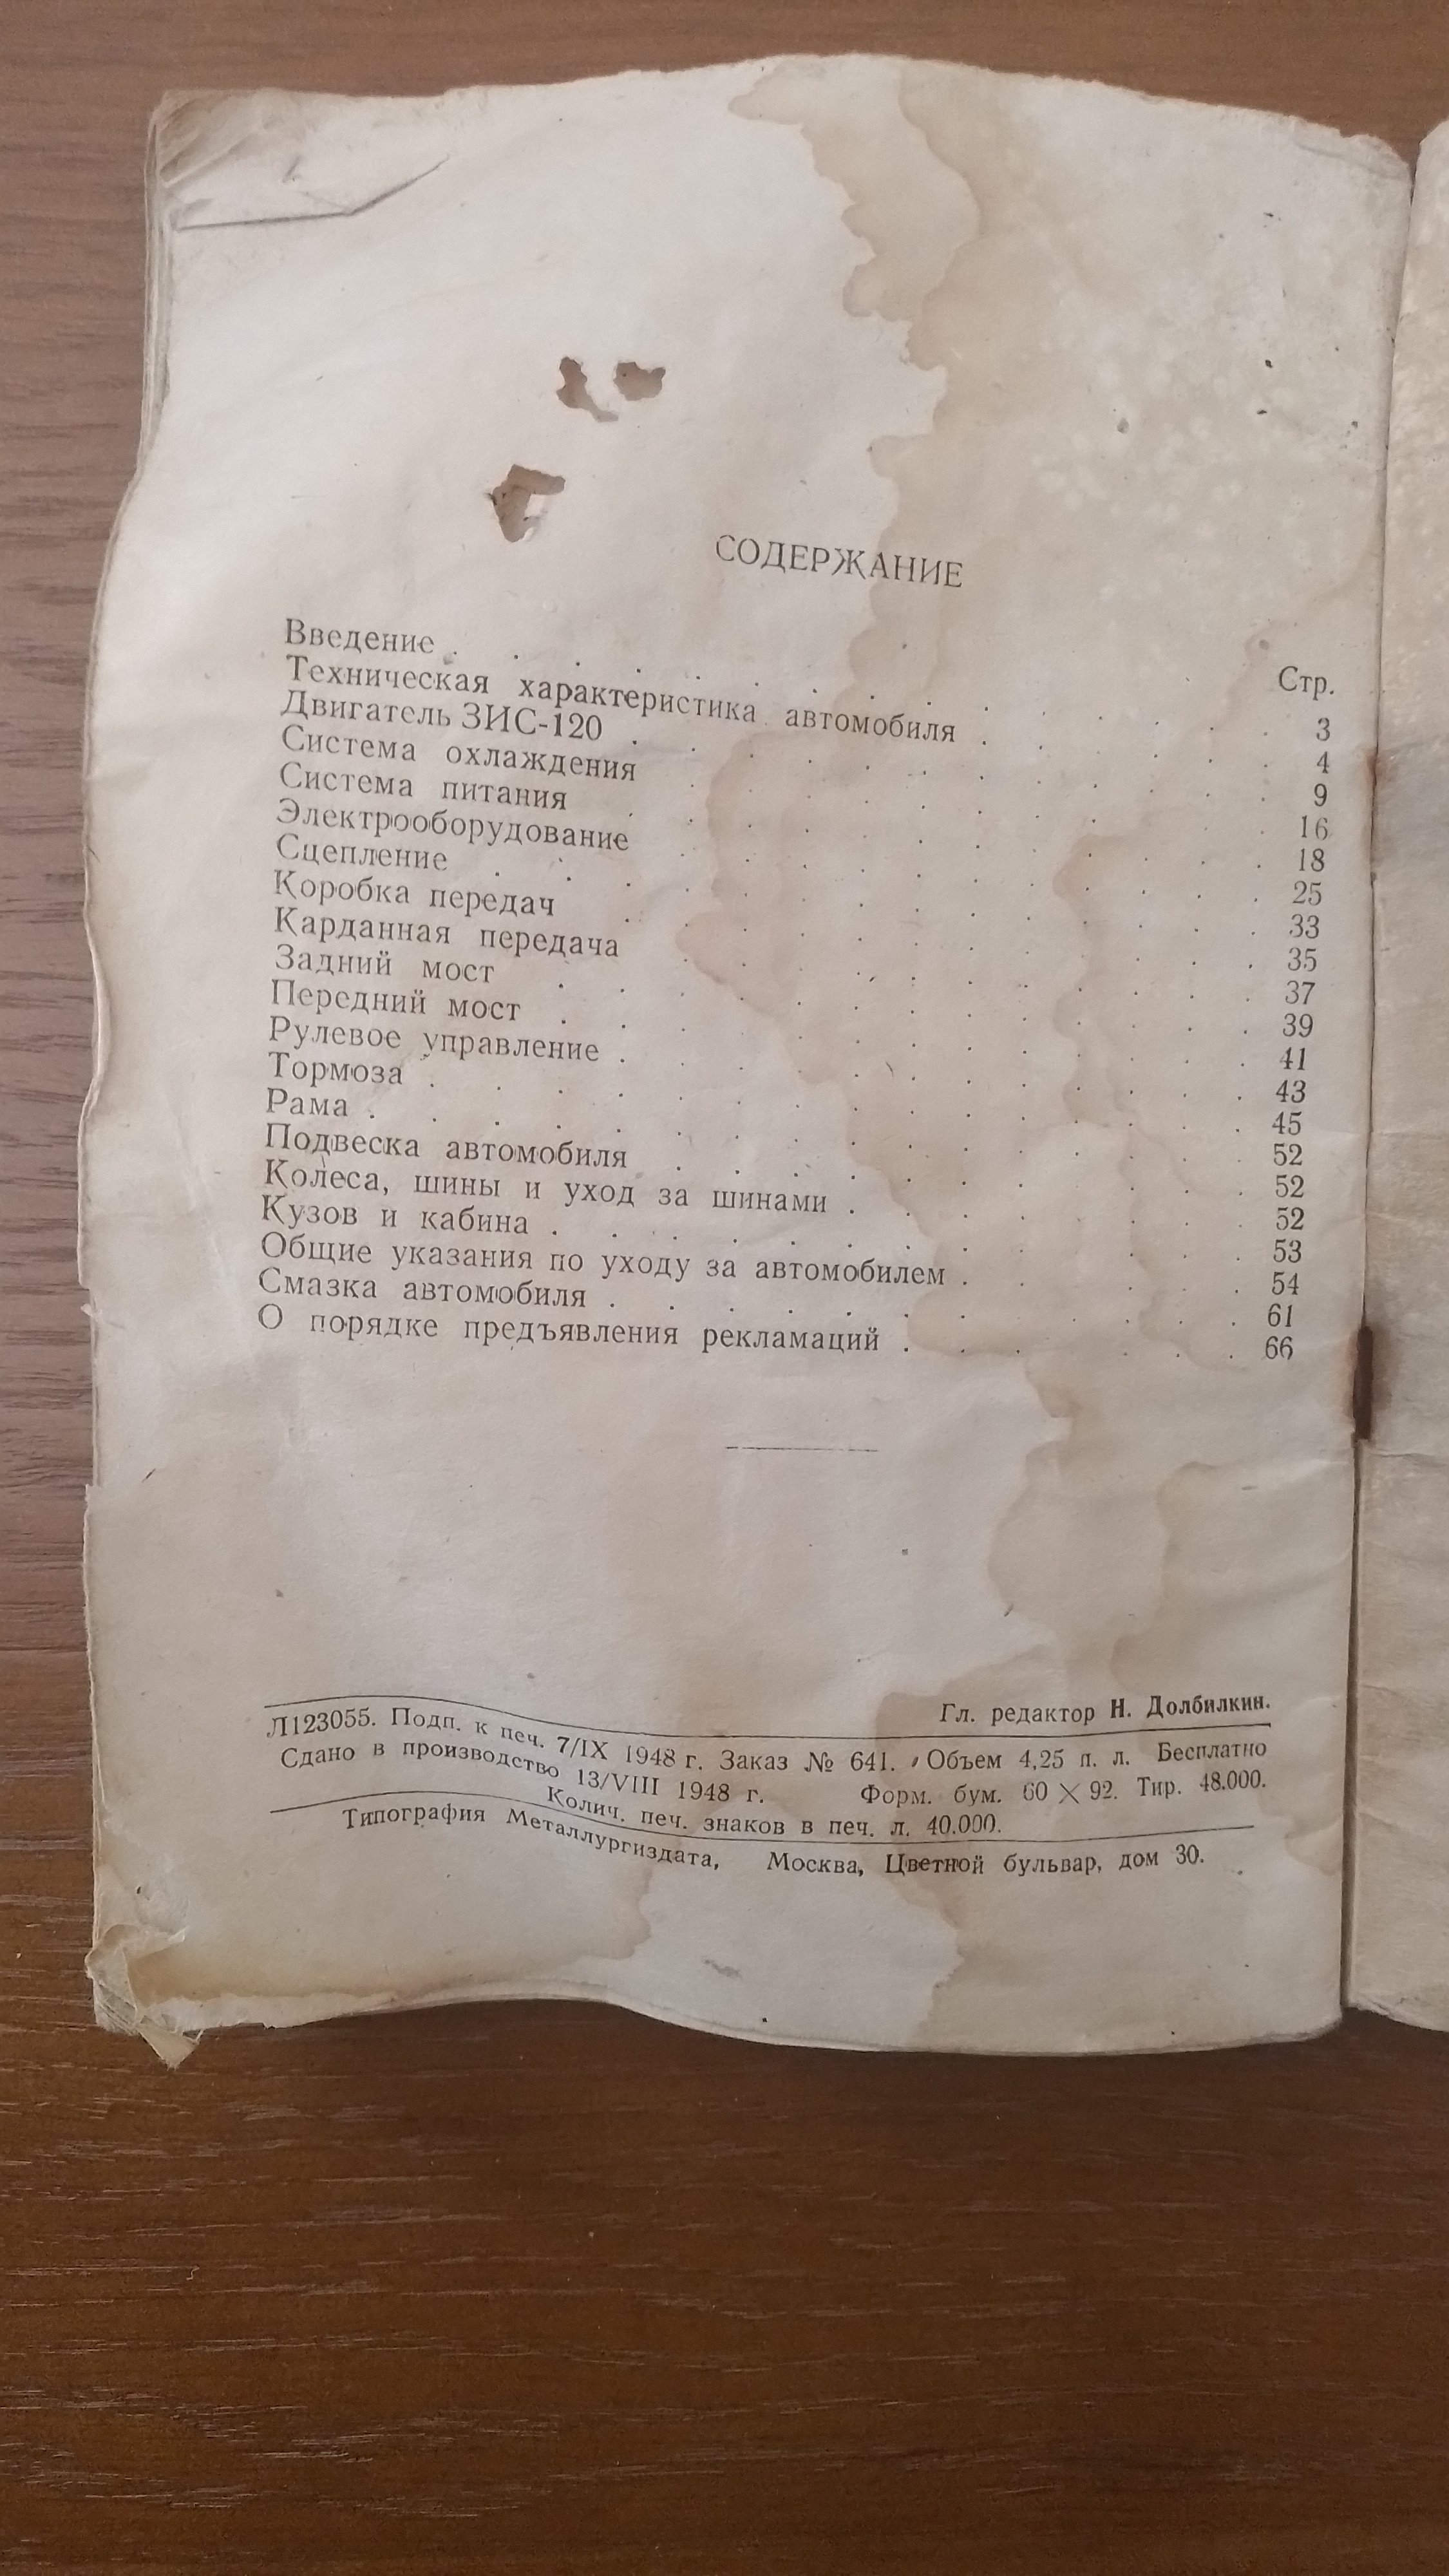 СОДЕРЖАНИЕ
Стр.
Введение . . . . . . . . . . 3
Техническая характеристика автомобиля . . . . . 4
Двигатель ЗИС-120 . . . . . . . . . 9
Система охлаждения . . . . . . . . 16
Система питания . . . . . . . . . 18
Электрооборудование . . . . . . . . 25
Сцепление . . . . . . . . . . 33
Коробка передач . . . . . . . . . 35
Карданная передача . . . . . . . . 37
Задний мост . . . . . . . . . . 39
Передний мост . . . . . . . . . 41
Рулевое управление . . . . . . . . 43
Тормоза . . . . . . . . . . 45
Рама . . . . . . . . . . 52
Подвеска автомобиля . . . . . . . . 52
Колеса, шины и уход за шинами . . . . . . 52
Кузов и кабина . . . . . . . . . 53
Общие указания по уходу за автомобилем . . . . 54
Смазка автомобиля . . . . . . . . . 61
О порядке предъявления рекламаций . . . . . 66
Гл. редактор Н. Долбилкин.
Л123055. Подп. к печ. 7/IX 1948 г. Заказ № 641. Объем 4,25 п. л. Бесплатно
Сдано в производство 13/VIII 1948 г. Форм. бум. 60 × 92. Тир. 48.000.
Колич. печ. знаков в печ. л. 40.000.
Типография Металлургиздата, Москва, Цветной бульвар, дом 30.